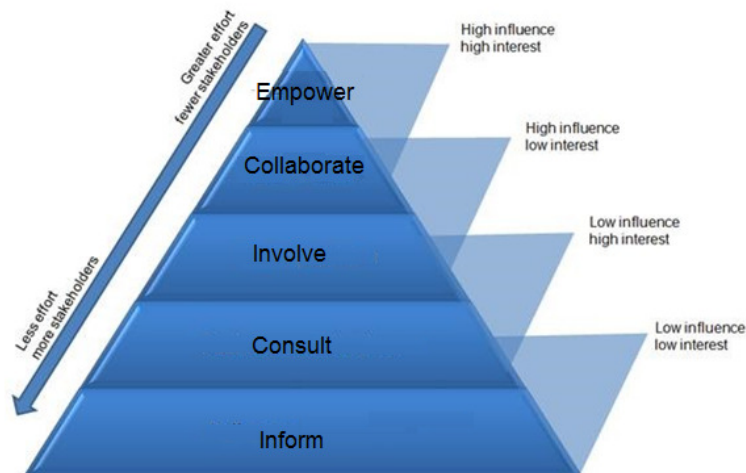 Greater effort
fewer stakeholders
High influence
high interest
Empower
High influence
low interest
Collaborate
Low influence
high interest
Involve
Less effort
more stakeholders
Low influence
low interest
Consult
Inform